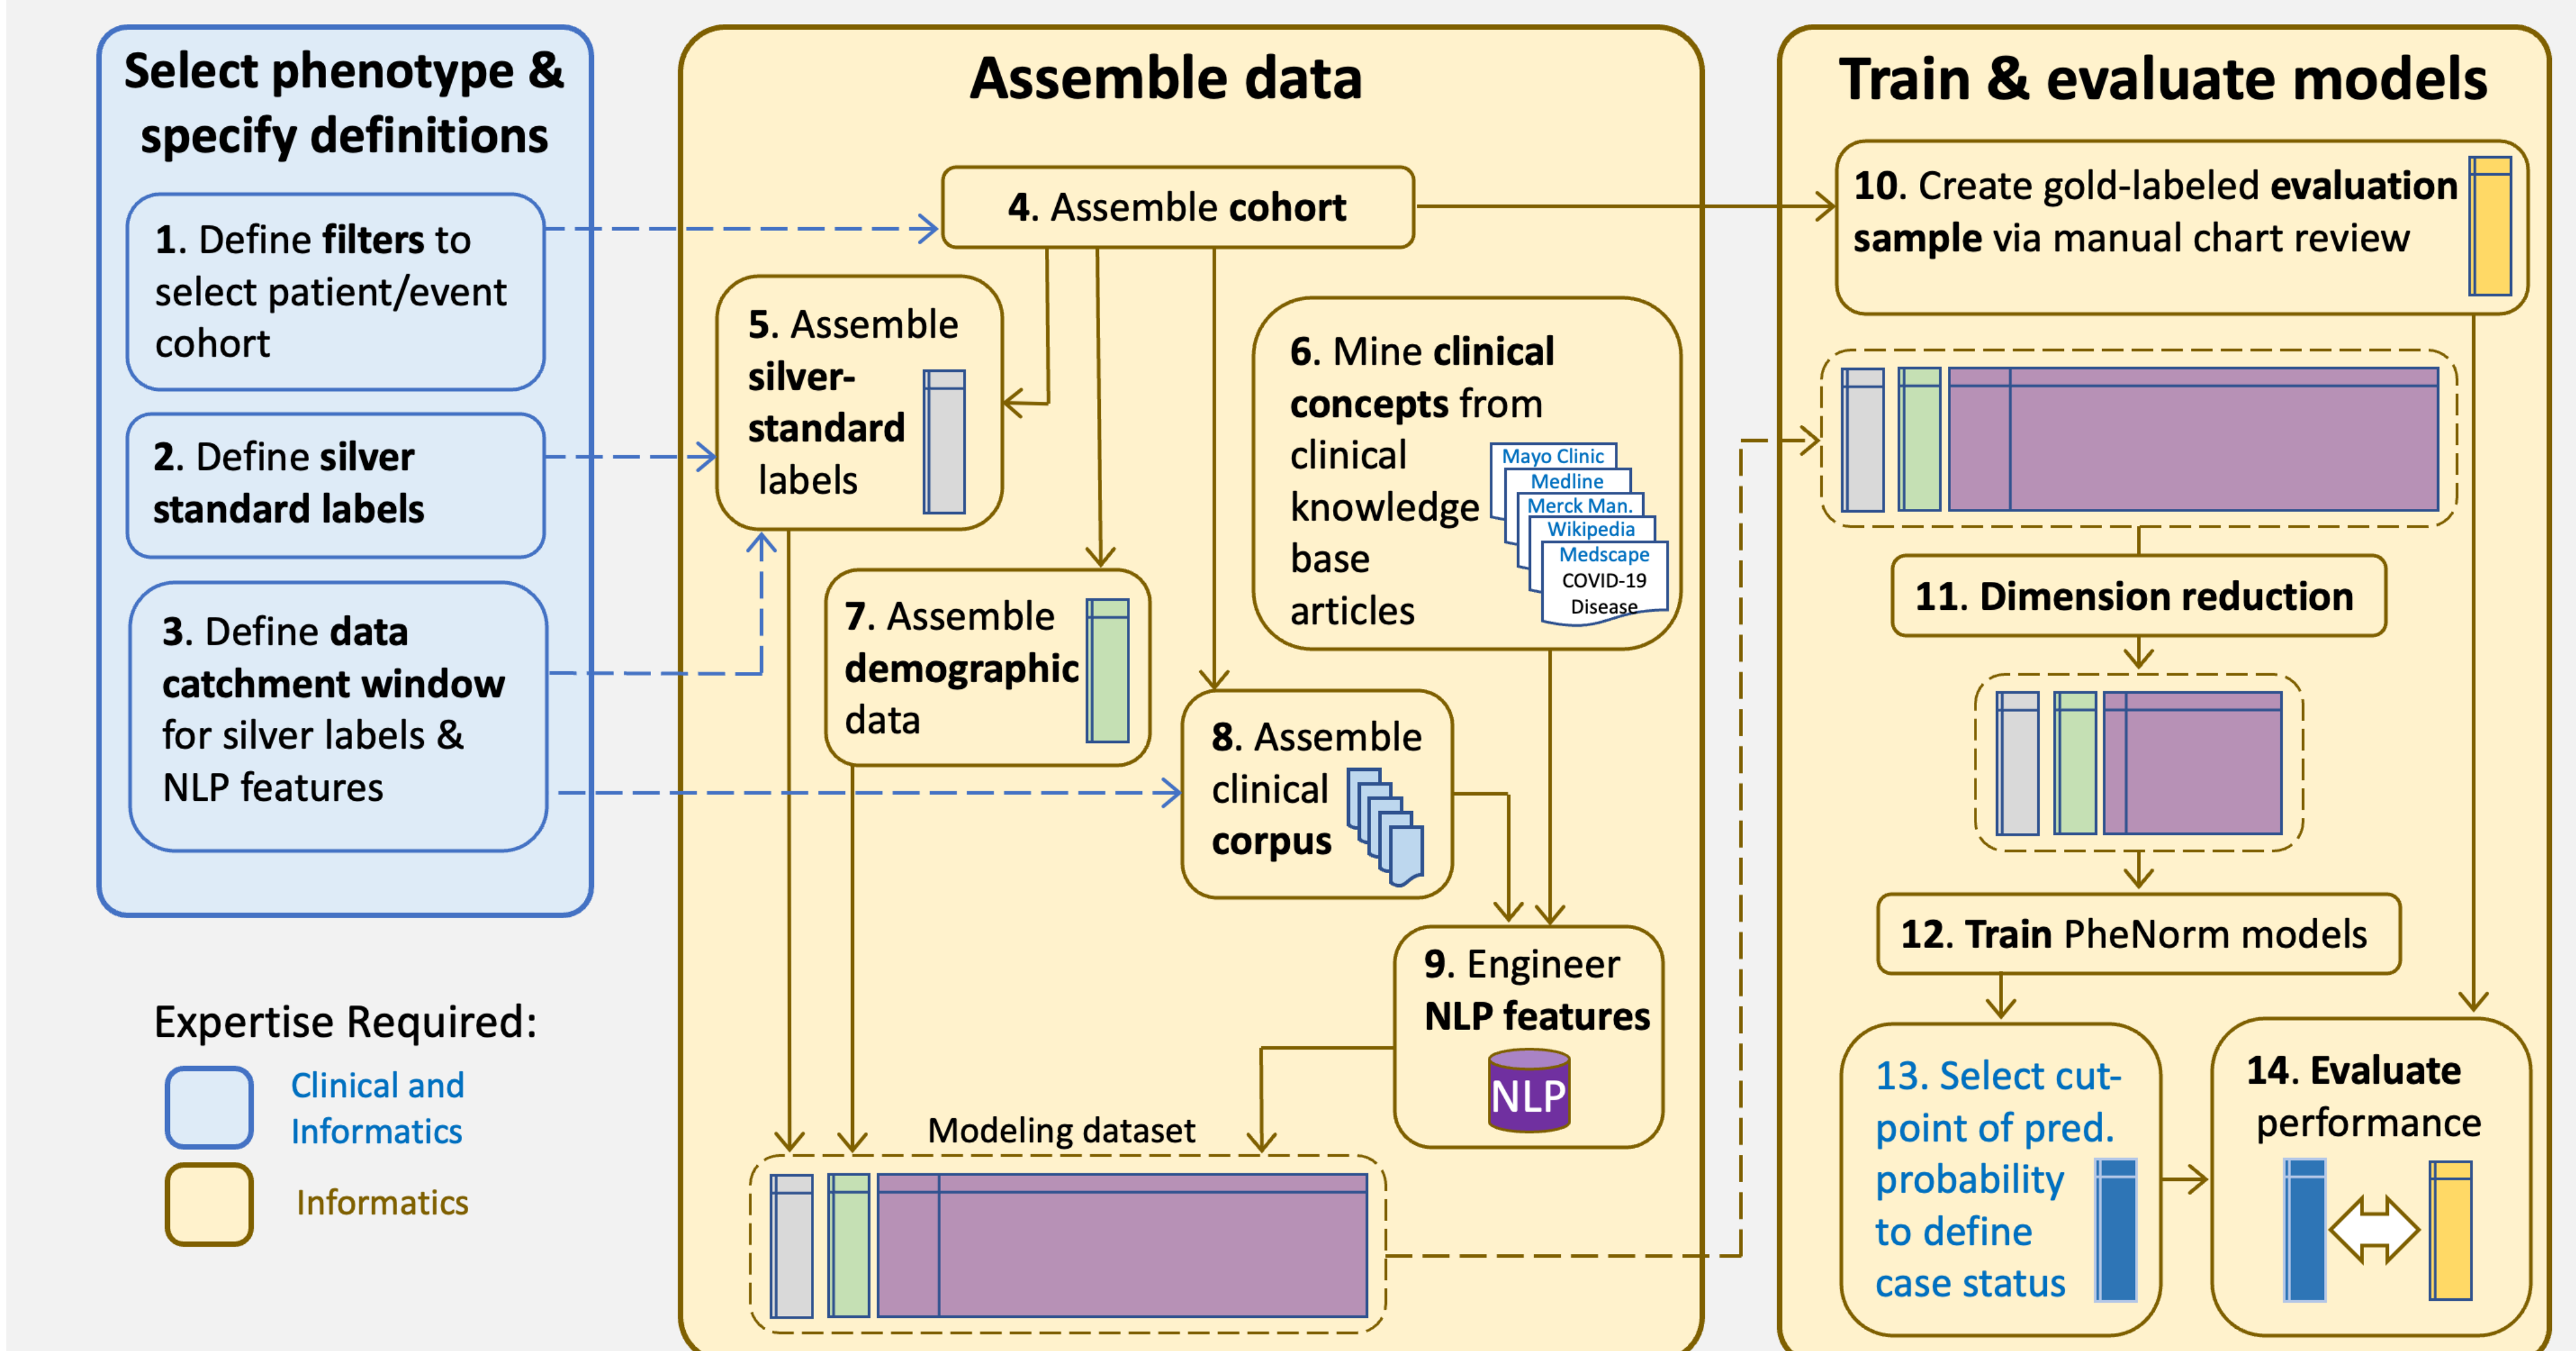 Select phenotype &
specify definitions
1. Define filters to
select patient/event
cohort
2. Define silver
standard labels
3. Define data
catchment window
for silver labels &
NLP features
Expertise Required:
Clinical and
Informatics
Informatics
Assemble data
4. Assemble cohort
5. Assemble
silver-
standard
labels
6. Mine clinical
concepts from
clinical
knowledge
base
articles
Mayo Clinic
Medline
Merck Man.
Wikipedia
Medscape
COVID-19
Disease
7. Assemble
demographic
data
8. Assemble
clinical
corpus
9. Engineer
NLP features
NLP
Modeling dataset
Train & evaluate models
10. Create gold-labeled evaluation
sample via manual chart review
11. Dimension reduction
12. Train PheNorm models
13. Select cut-
point of pred.
probability
to define
case status
14. Evaluate
performance